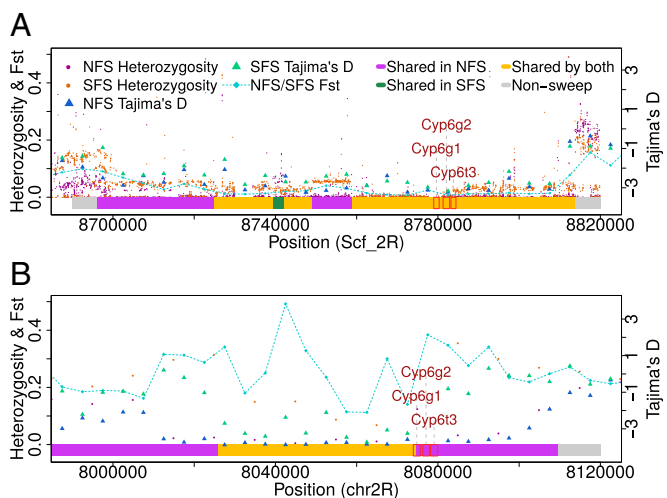 A
NFS Heterozygosity
SFS Heterozygosity
NFS Tajima's D
SFS Tajima's D
NFS/SFS Fst
Shared in NFS
Shared in SFS
Shared by both
Non-sweep
Heterozygosity & Fst
0.0 0.2 0.4
Cyp6g2
Cyp6g1
Cyp6t3
Tajima's D
3 1 -1 -3
8700000 8740000 8780000 8820000
Position (Scf_2R)
B
Heterozygosity & Fst
0.0 0.2 0.4
Cyp6g2
Cyp6g1
Cyp6t3
Tajima's D
3 1 -1 -3
8000000 8040000 8080000 8120000
Position (chr2R)